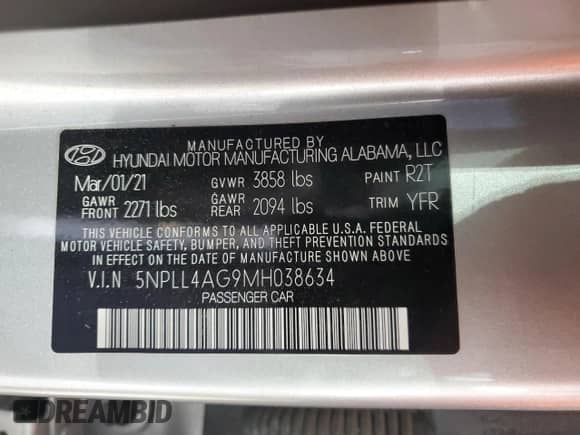 MANUFACTURED BY
HYUNDAI MOTOR MANUFACTURING ALABAMA, LLC
Mar/01/21 GVWR 3858 lbs PAINT R2T
GAWR FRONT 2271 lbs GAWR REAR 2094 lbs TRIM YFR
THIS VEHICLE CONFORMS TO ALL APPLICABLE U.S.A. FEDERAL
MOTOR VEHICLE SAFETY, BUMPER, AND THEFT PREVENTION STANDARDS
IN EFFECT ON THE DATE OF MANUFACTURE SHOWN ABOVE
V.I.N 5NPLL4AG9MH038634
PASSENGER CAR
DREAMBID